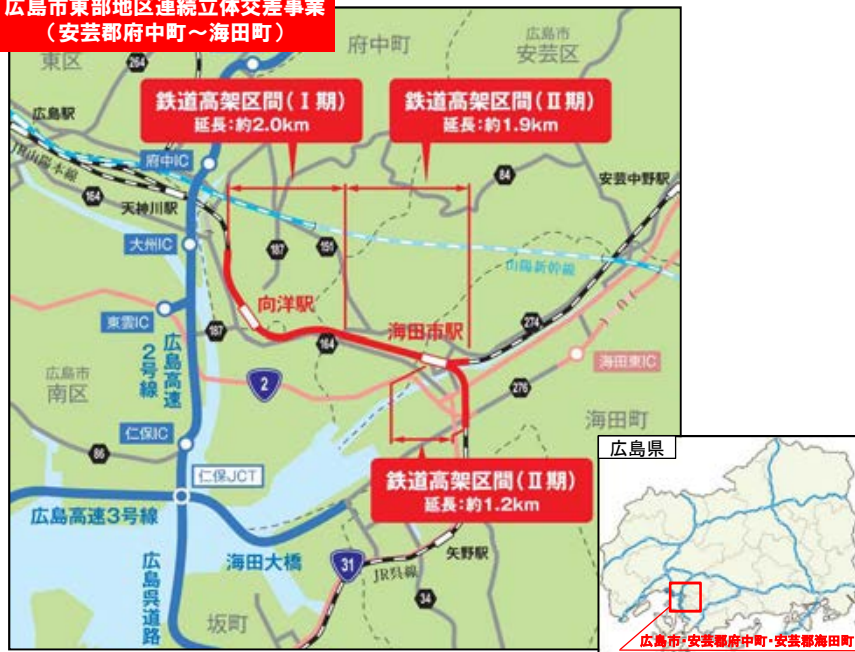 広島市東部地区連続立体交差事業
（安芸郡府中町～海田町）
東区
264
府中町
広島市
安芸区
鉄道高架区間(Ⅰ期)
延長:約2.0km
鉄道高架区間(Ⅱ期)
延長:約1.9km
広島駅
JR山陽本線
府中IC
164
天神川駅
84
安芸中野駅
大州IC
187
151
山陽新幹線
向洋駅
東雲IC
187
164
海田市駅
274
広島高速
2号線
海田東IC
広島市
南区
2
276
海田町
仁保IC
86
仁保JCT
鉄道高架区間(Ⅱ期)
延長:約1.2km
広島高速3号線
海田大橋
広島呉道路
31
JR呉線
矢野駅
34
坂町
広島県
広島市・安芸郡府中町・安芸郡海田町